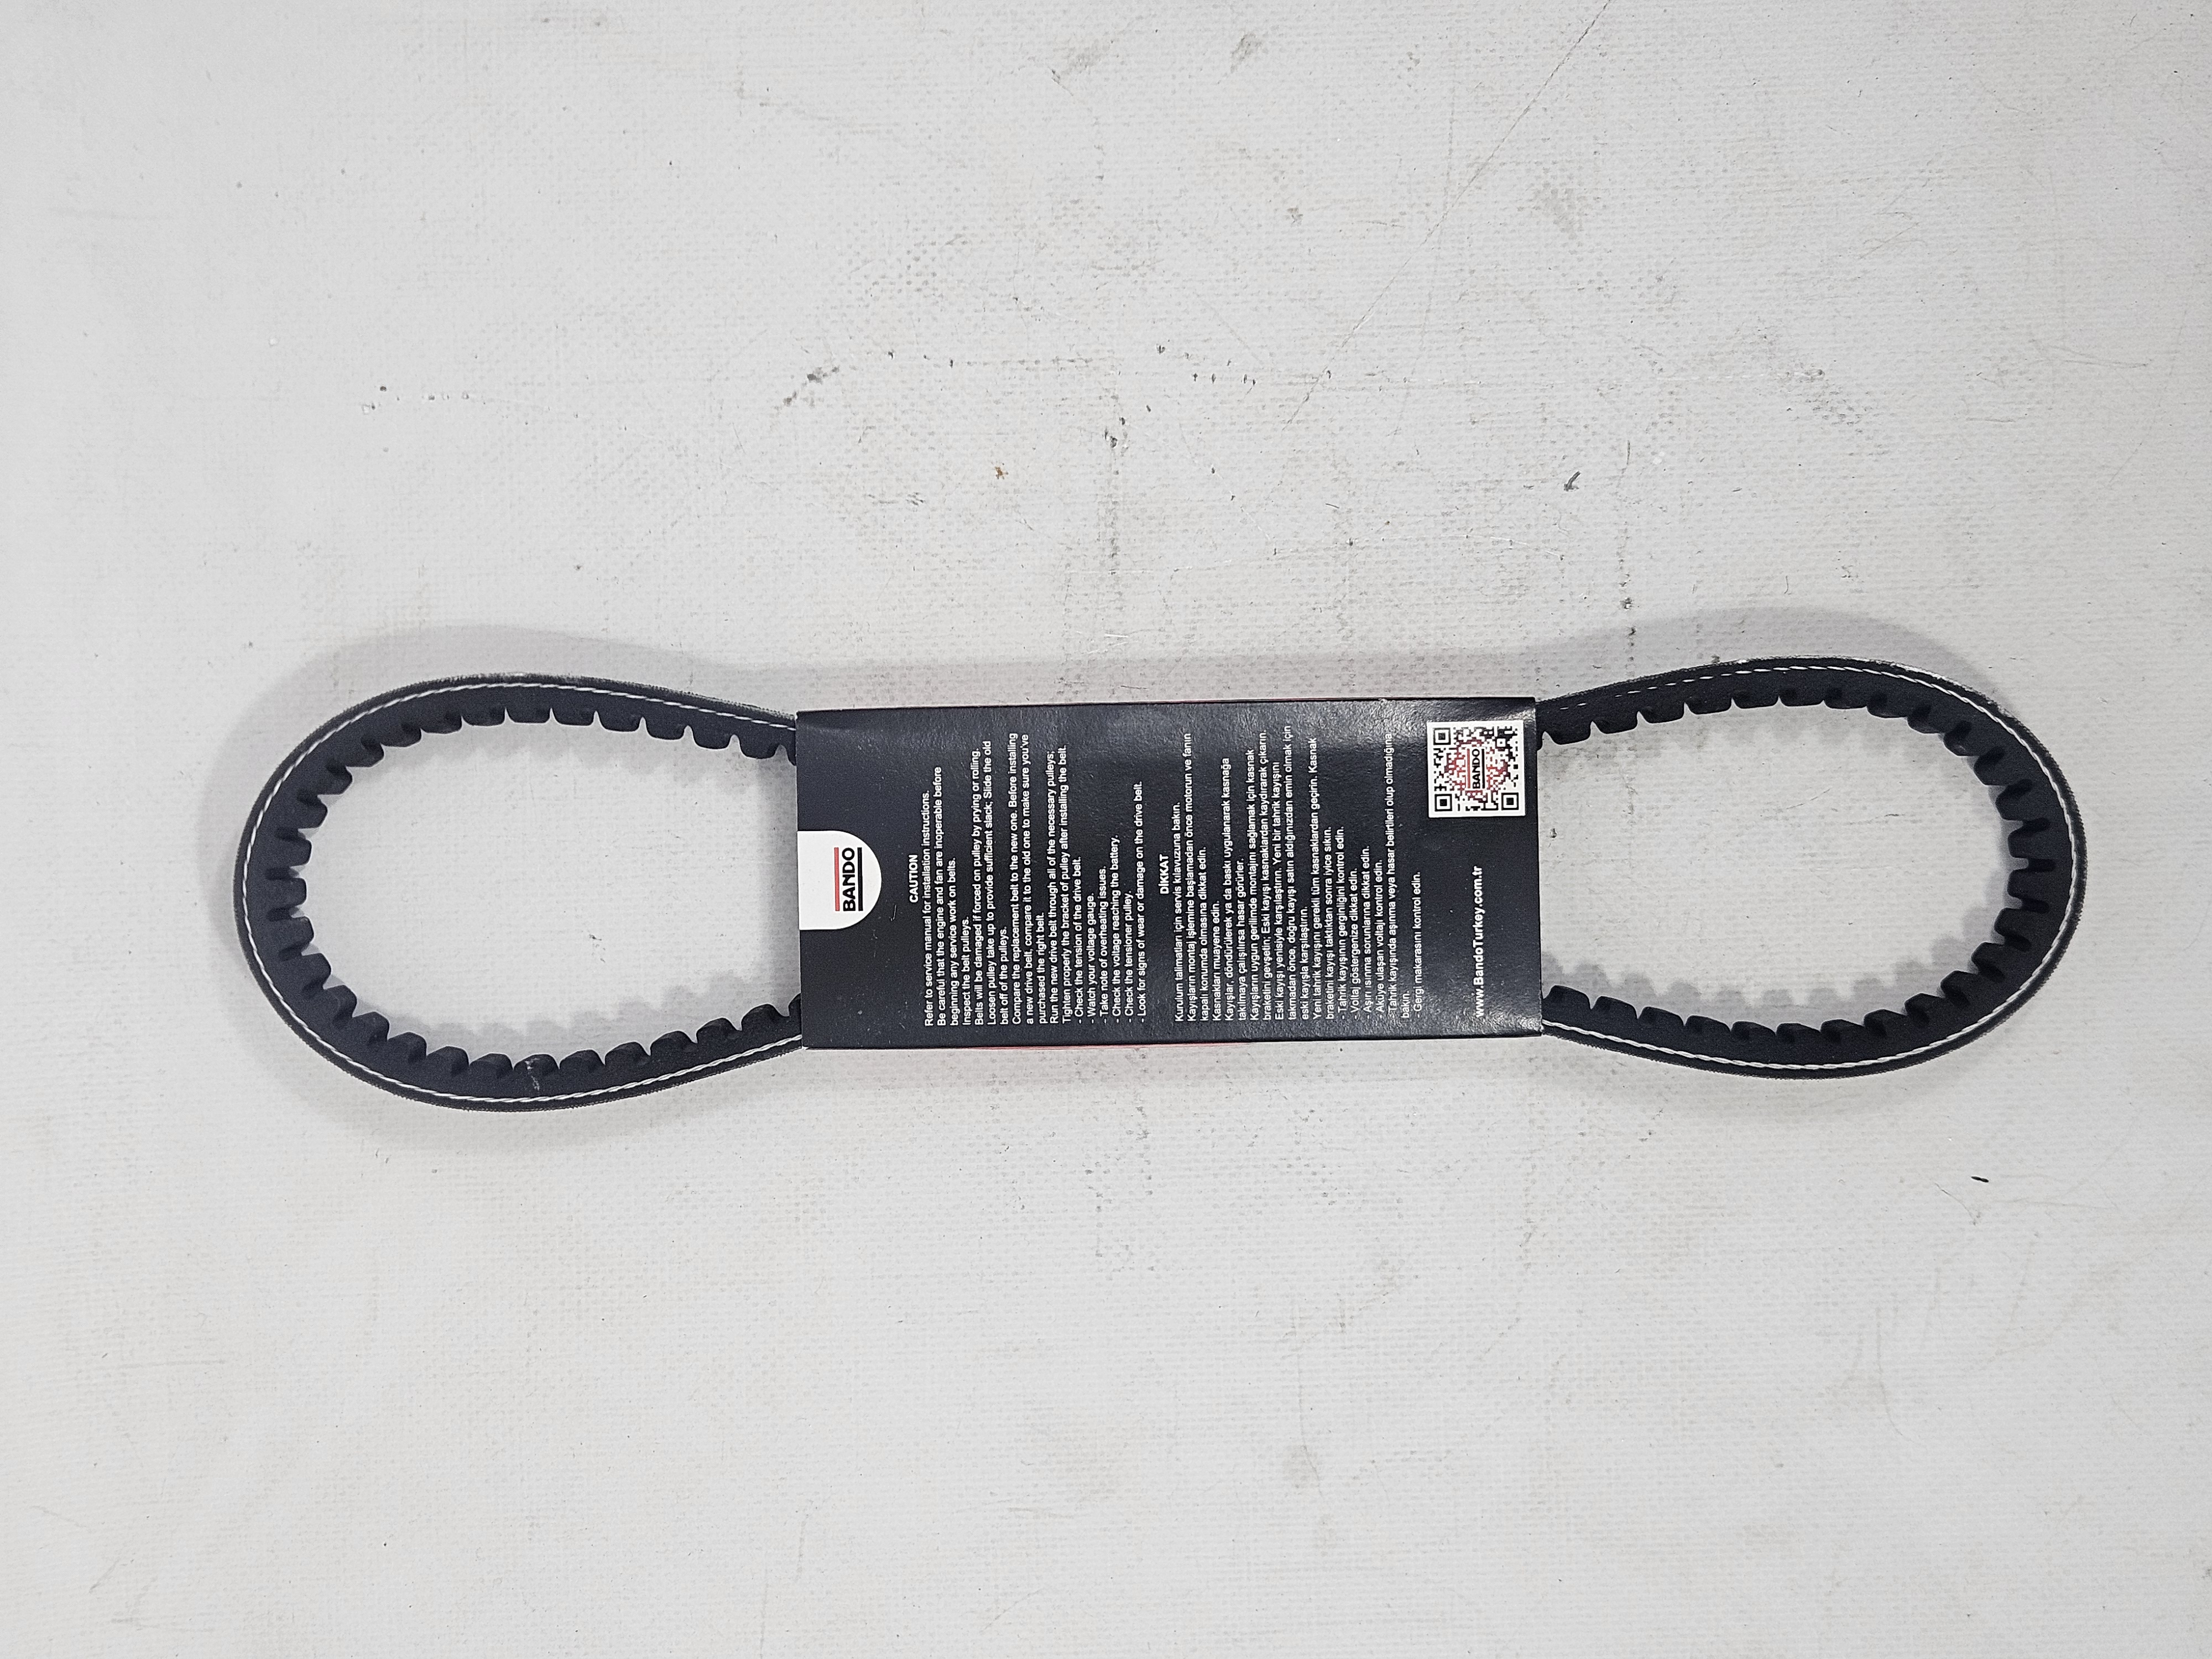 BANDO
CAUTION
Refer to service manual for installation instructions.
Be careful that the engine and fan are inoperable before
beginning any service work on belts.
Inspect the belt pulleys.
Belts will be damaged if forced on pulley by prying or rolling.
Loosen pulley take up to provide sufficient slack; Slide the old
belt off of the pulleys.
Compare the replacement belt to the new one. Before installing
a new drive belt, compare it to the old one to make sure you've
purchased the right belt.
Run the new drive belt through all of the necessary pulleys;
Tighten properly the bracket of pulley after installing the belt.
- Check the tension of the drive belt.
- Watch your voltage gauge.
- Take note of overheating issues.
- Check the voltage reaching the battery.
- Check the tensioner pulley.
- Look for signs of wear or damage on the drive belt.
DİKKAT
Kurulum talimatları için servis kılavuzuna bakın.
Kayışların montaj işlemine başlamadan önce motorun ve fanın
kapalı konumda olmasına dikkat edin.
Kasnakları muayene edin.
Kayışlar, döndürülerek ya da baskı uygulanarak kasnağa
takılmaya çalışılırsa hasar görürler.
Kayışların uygun gerilimde montajını sağlamak için kasnak
braketini gevşetin; Eski kayışı kasnaklardan kaydırarak çıkarın.
Eski kayışı yenisiyle karşılaştırın. Yeni bir tahrik kayışını
takmadan önce, doğru kayışı satın aldığınızdan emin olmak için
eski kayışla karşılaştırın.
Yeni tahrik kayışını gerekli tüm kasnaklardan geçirin. Kasnak
braketini kayışı taktıktan sonra iyice sıkın.
- Tahrik kayışının gerginliğini kontrol edin.
- Voltaj göstergenize dikkat edin.
- Aşırı ısınma sorunlarına dikkat edin.
- Aküye ulaşan voltajı kontrol edin.
- Tahrik kayışında aşınma veya hasar belirtileri olup olmadığına
bakın.
- Gergi makarasını kontrol edin.
www.BandoTurkey.com.tr
BANDO